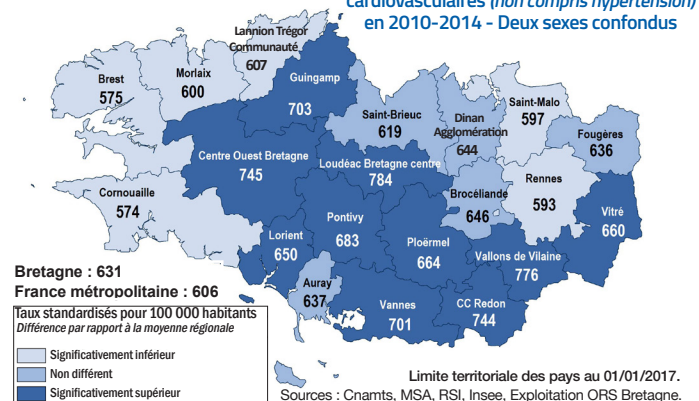 cardiovasculaires (non compris hypertension)
en 2010-2014 - Deux sexes confondus
Lannion Trégor
Communauté
607
Brest
575
Morlaix
600
Guingamp
703
Saint-Brieuc
619
Dinan
Agglomération
644
Saint-Malo
597
Fougères
636
Centre Ouest Bretagne
745
Loudéac Bretagne centre
784
Cornouaille
574
Brocéliande
646
Rennes
593
Vitré
660
Pontivy
683
Lorient
650
Ploërmel
664
Vallons de Vilaine
776
Auray
637
Vannes
701
CC Redon
744
Bretagne : 631
France métropolitaine : 606
Taux standardisés pour 100 000 habitants
Différence par rapport à la moyenne régionale
Significativement inférieur
Non différent
Significativement supérieur
Limite territoriale des pays au 01/01/2017.
Sources : Cnamts, MSA, RSI, Insee, Exploitation ORS Bretagne.